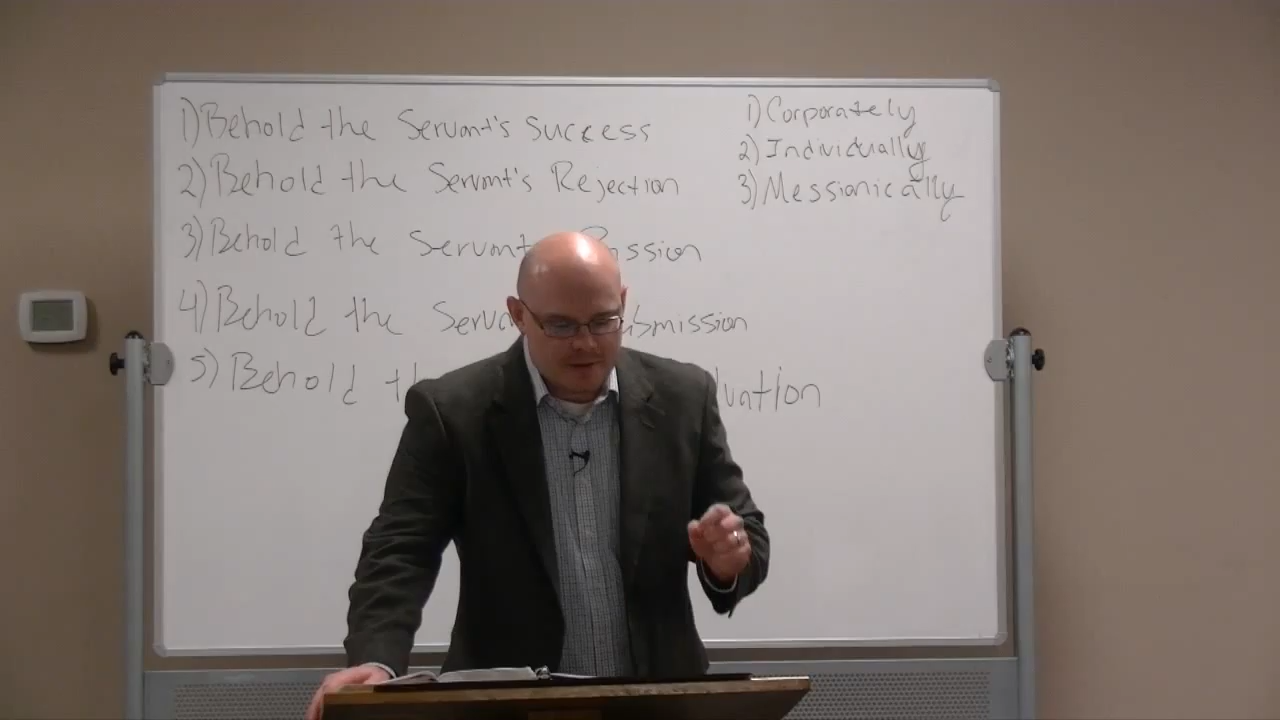 1) Behold the Servant's Success
2) Behold the Servant's Rejection
3) Behold the Servant
4) Behold the
5) Behold
1) Corporately
2) Individually
3) Messianically